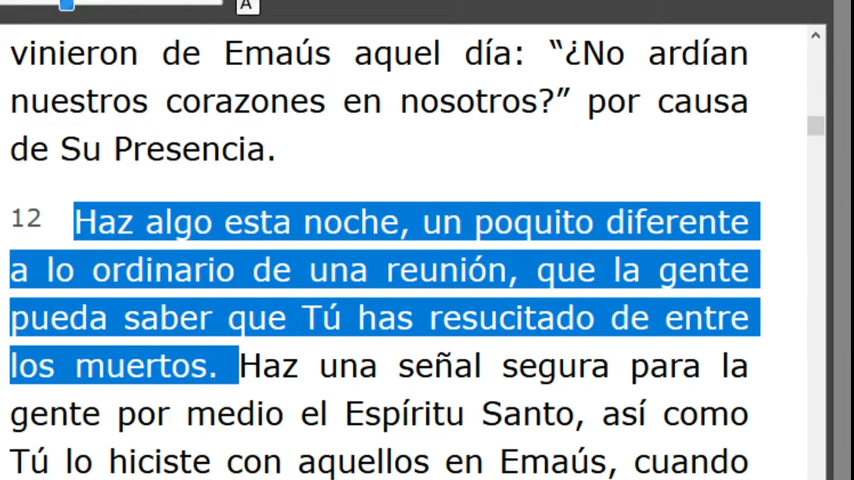 A
vinieron de Emaús aquel día: “¿No ardían
nuestros corazones en nosotros?” por causa
de Su Presencia.
12 Haz algo esta noche, un poquito diferente
a lo ordinario de una reunión, que la gente
pueda saber que Tú has resucitado de entre
los muertos. Haz una señal segura para la
gente por medio el Espíritu Santo, así como
Tú lo hiciste con aquellos en Emaús, cuando